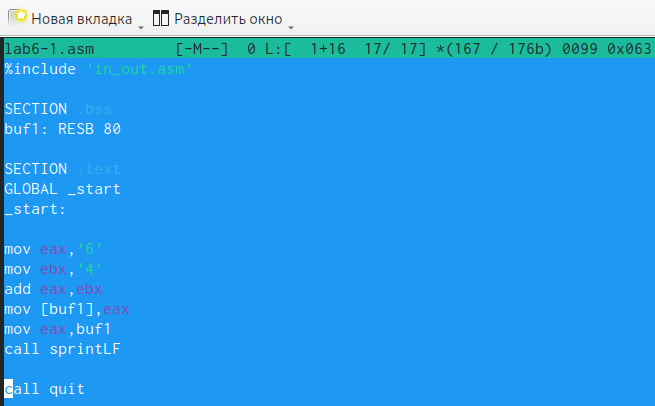 Новая вкладка Разделить окно
lab6-1.asm [-M--] 0 L:[ 1+16 17/ 17] *(167 / 176b) 0099 0x063
%include 'in_out.asm'
SECTION .bss
buf1: RESB 80
SECTION .text
GLOBAL _start
_start:
mov eax,'6'
mov ebx,'4'
add eax,ebx
mov [buf1],eax
mov eax,buf1
call sprintLF
call quit